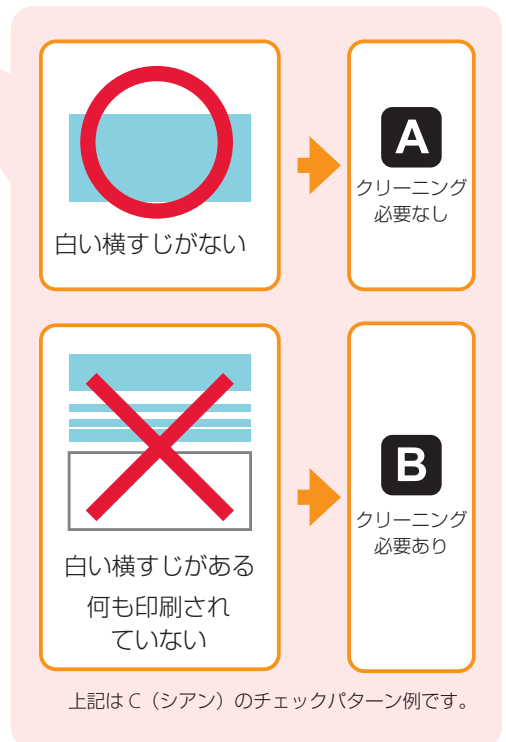 白い横すじがない
A
クリーニング
必要なし
白い横すじがある
何も印刷され
ていない
B
クリーニング
必要あり
上記は C（シアン）のチェックパターン例です。